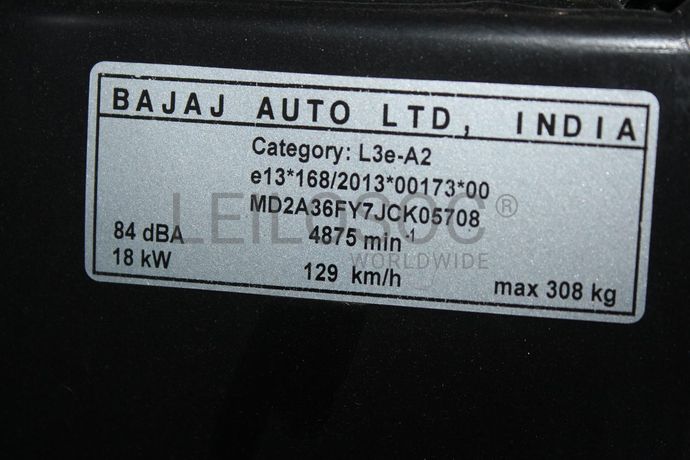 BAJAJ AUTO LTD, INDIA
Category: L3e-A2
e13*168/2013*00173*00
MD2A36FY7JCK05708
LEILOSOC®
WORLDWIDE
84 dBA 4875 min-1
18 kW 129 km/h max 308 kg